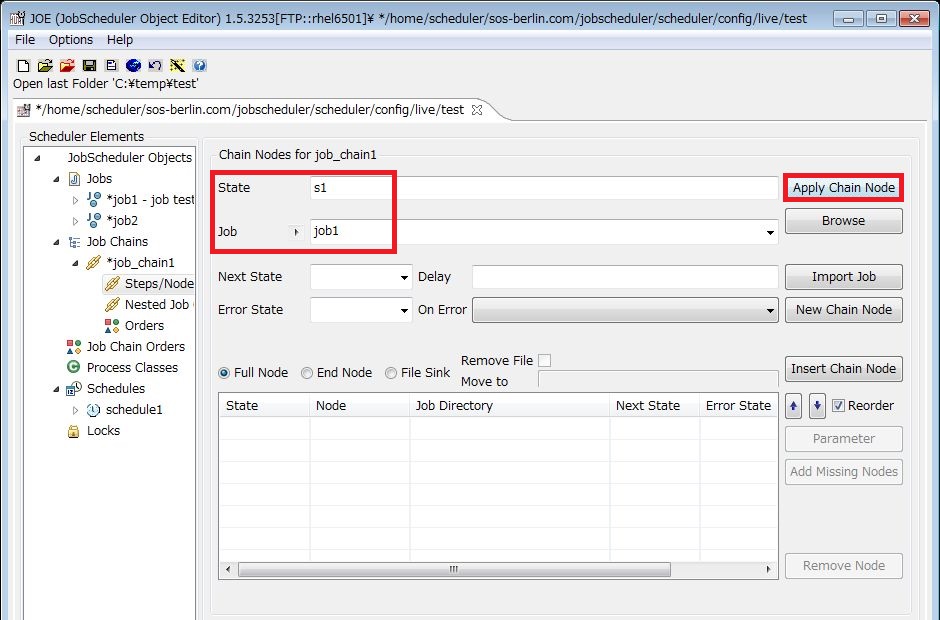 JOE (JobScheduler Object Editor) 1.5.3253[FTP::rhel6501]¥ */home/scheduler/sos-berlin.com/jobscheduler/scheduler/config/live/test
File Options Help
Open last Folder 'C:¥temp¥test'
*/home/scheduler/sos-berlin.com/jobscheduler/scheduler/config/live/test
Scheduler Elements
JobScheduler Objects
Jobs
*job1 - job test
*job2
Job Chains
*job_chain1
Steps/Node
Nested Job
Orders
Job Chain Orders
Process Classes
Schedules
schedule1
Locks
Chain Nodes for job_chain1
State s1 Apply Chain Node
Browse
Job job1
Next State Delay Import Job
Error State On Error New Chain Node
Remove File
Full Node End Node File Sink Insert Chain Node
Move to
State Node Job Directory Next State Error State Reorder
Parameter
Add Missing Nodes
Remove Node